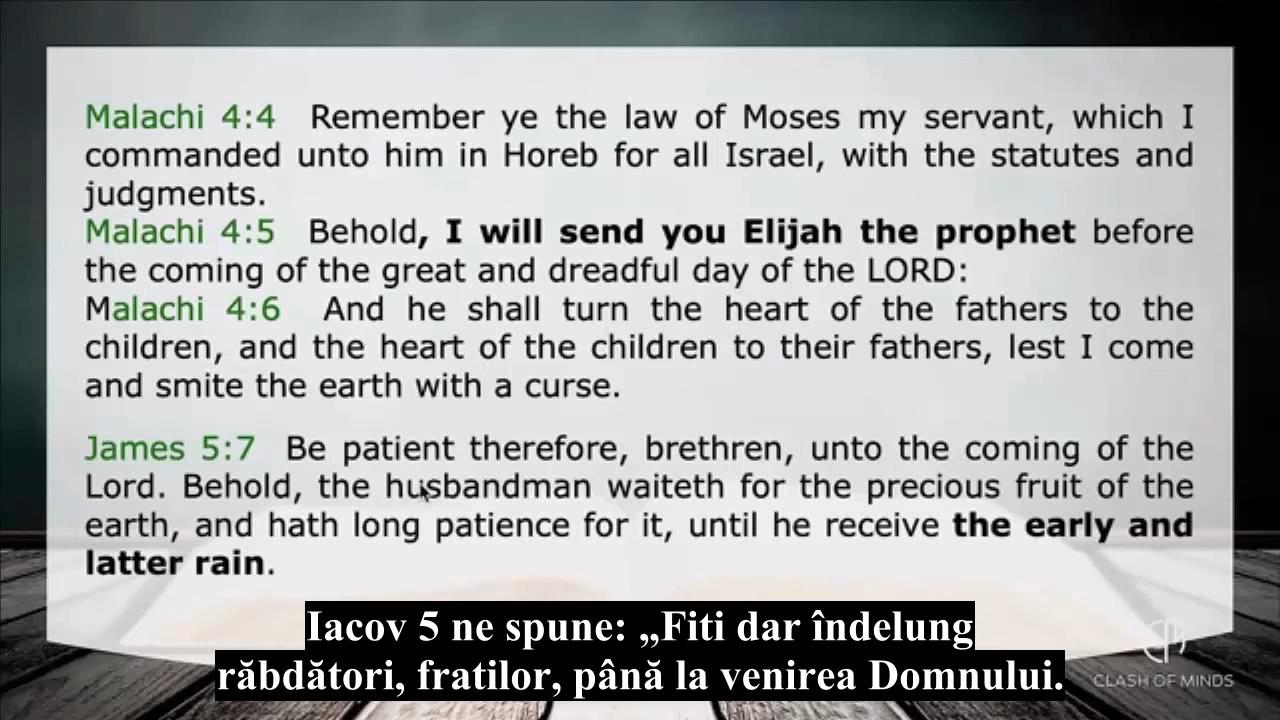 Malachi 4:4 Remember ye the law of Moses my servant, which I
commanded unto him in Horeb for all Israel, with the statutes and
judgments.
Malachi 4:5 Behold, I will send you Elijah the prophet before
the coming of the great and dreadful day of the LORD:
Malachi 4:6 And he shall turn the heart of the fathers to the
children, and the heart of the children to their fathers, lest I come
and smite the earth with a curse.
James 5:7 Be patient therefore, brethren, unto the coming of the
Lord. Behold, the husbandman waiteth for the precious fruit of the
earth, and hath long patience for it, until he receive the early and
latter rain.
Iacov 5 ne spune: „Fiti dar îndelung
răbdători, fratilor, până la venirea Domnului.
CLASH OF MINDS